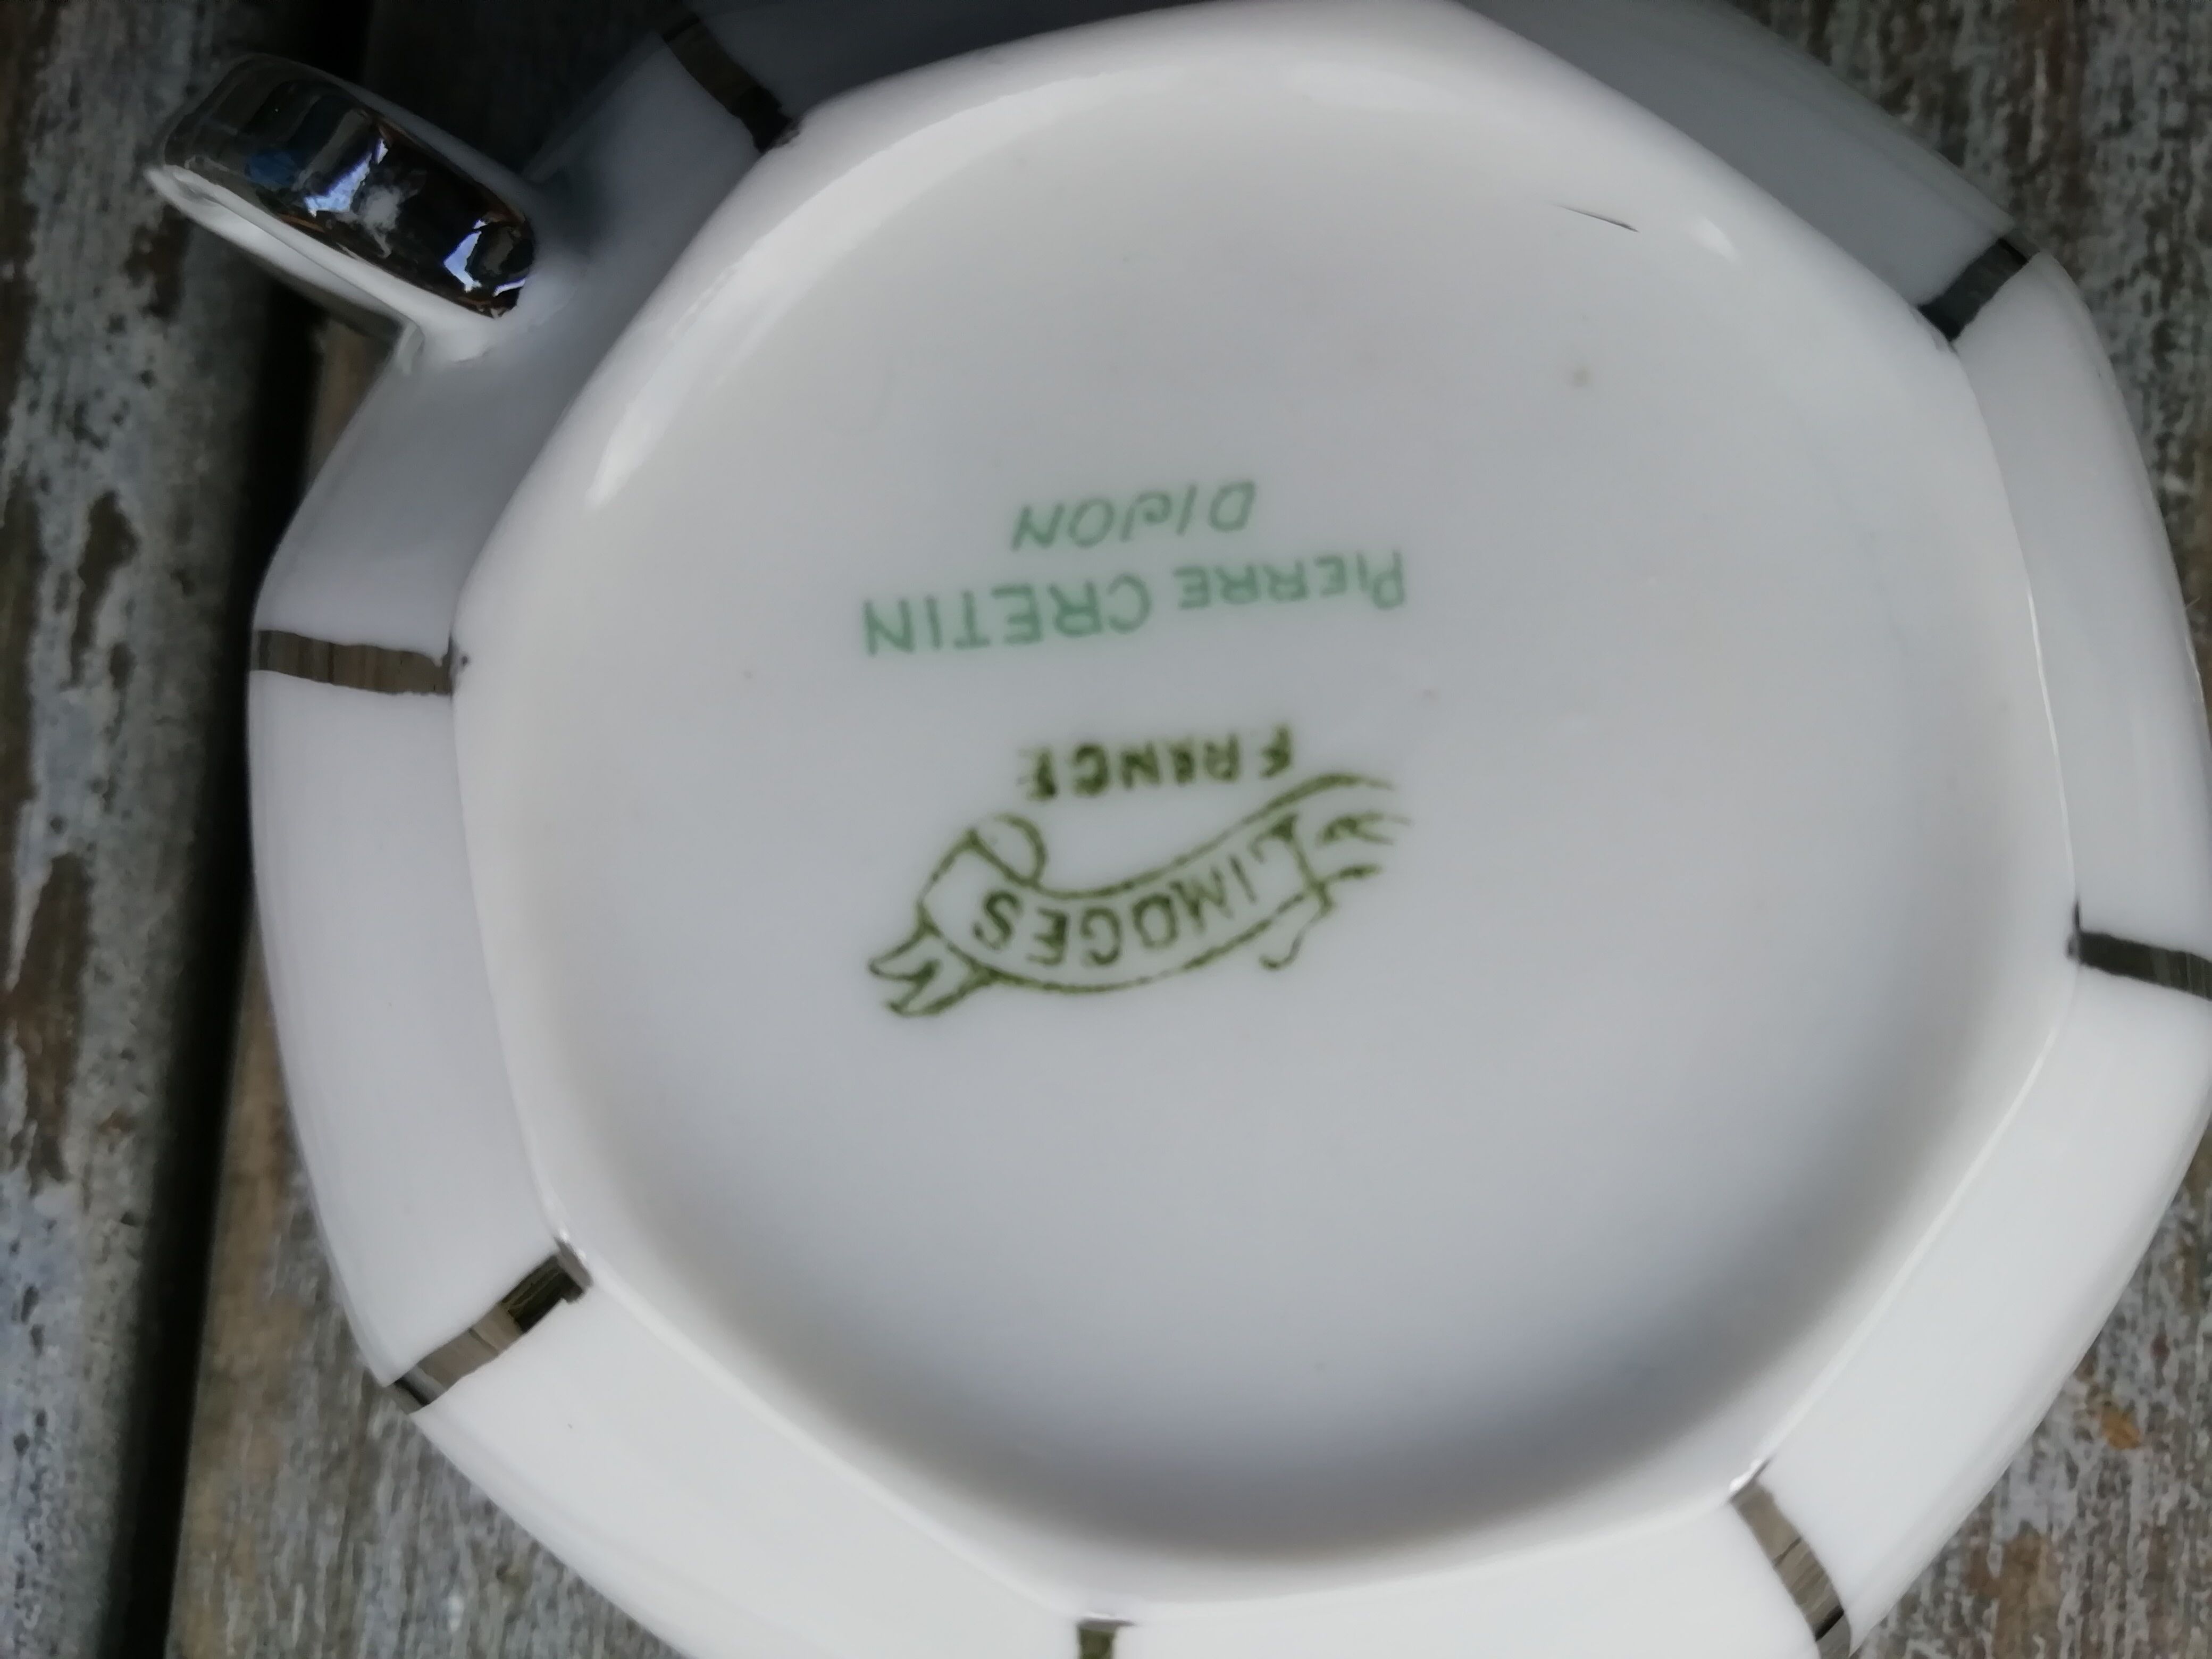 LIMOGES
FRANCE
PIERRE CRETIN
DIJON